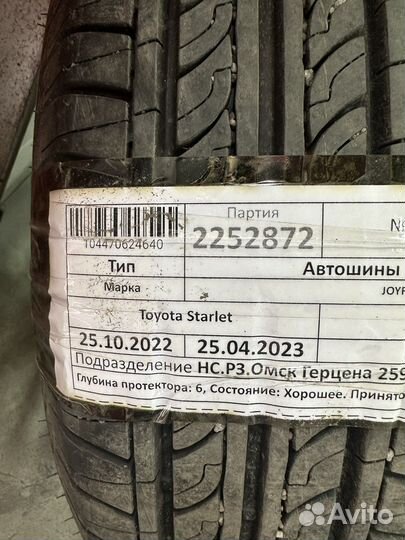 Партия
104470624640
2252872
Тип
Автошины
Марка
Toyota Starlet
25.10.2022
25.04.2023
Подразделение НС.РЗ.Омск Герцена 259
Глубина протектора: 6, Состояние: Хорошее. Принято
Avito